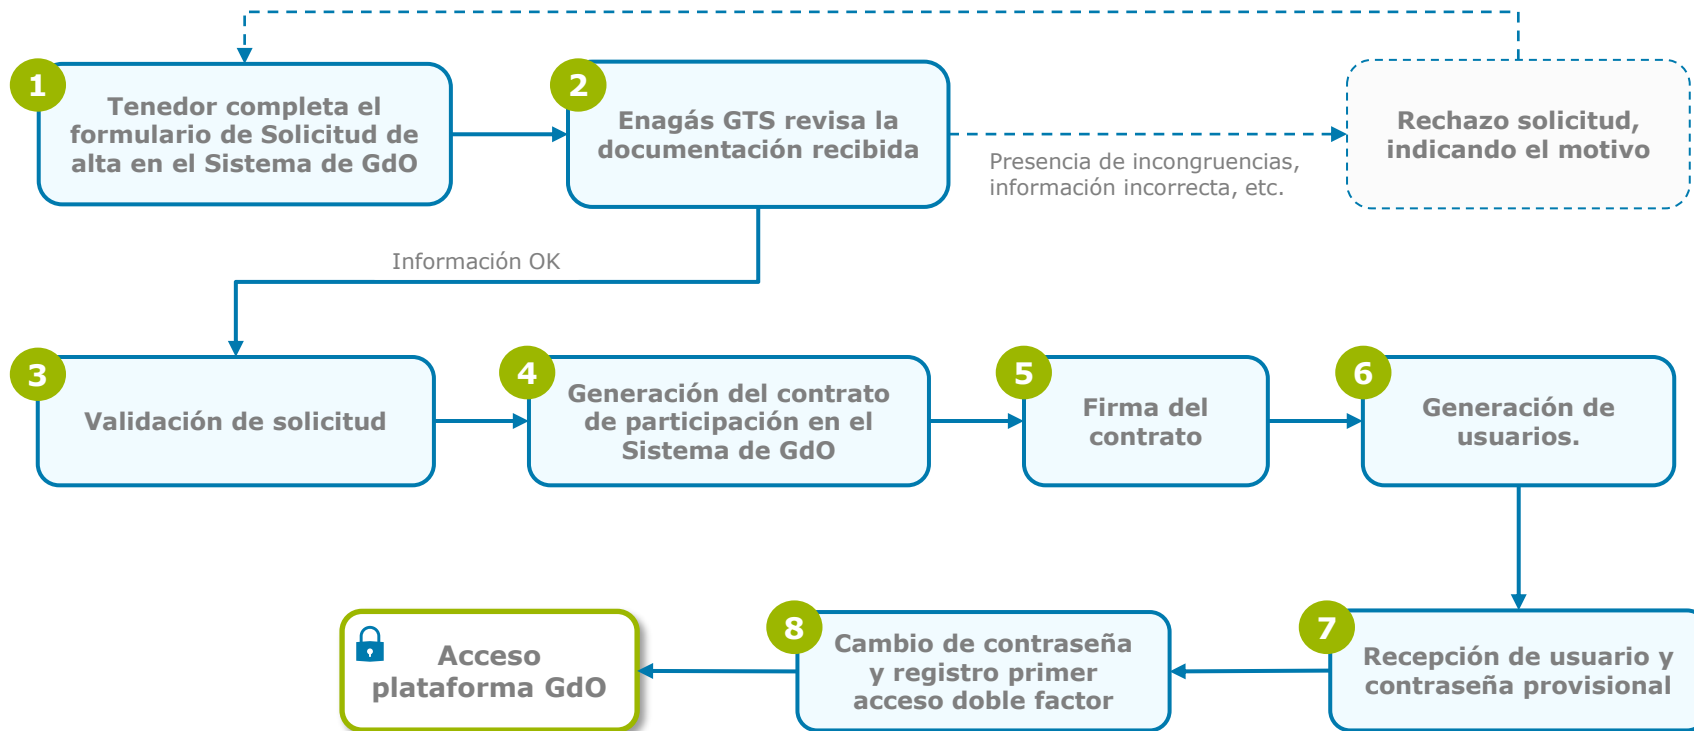 1
Tenedor completa el
formulario de Solicitud de
alta en el Sistema de GdO
2
Enagás GTS revisa la
documentación recibida
Presencia de incongruencias,
información incorrecta, etc.
Rechazo solicitud,
indicando el motivo
Información OK
3
Validación de solicitud
4
Generación del contrato
de participación en el
Sistema de GdO
5
Firma del
contrato
6
Generación de
usuarios.
7
Recepción de usuario y
contraseña provisional
8
Cambio de contraseña
y registro primer
acceso doble factor
Acceso
plataforma GdO